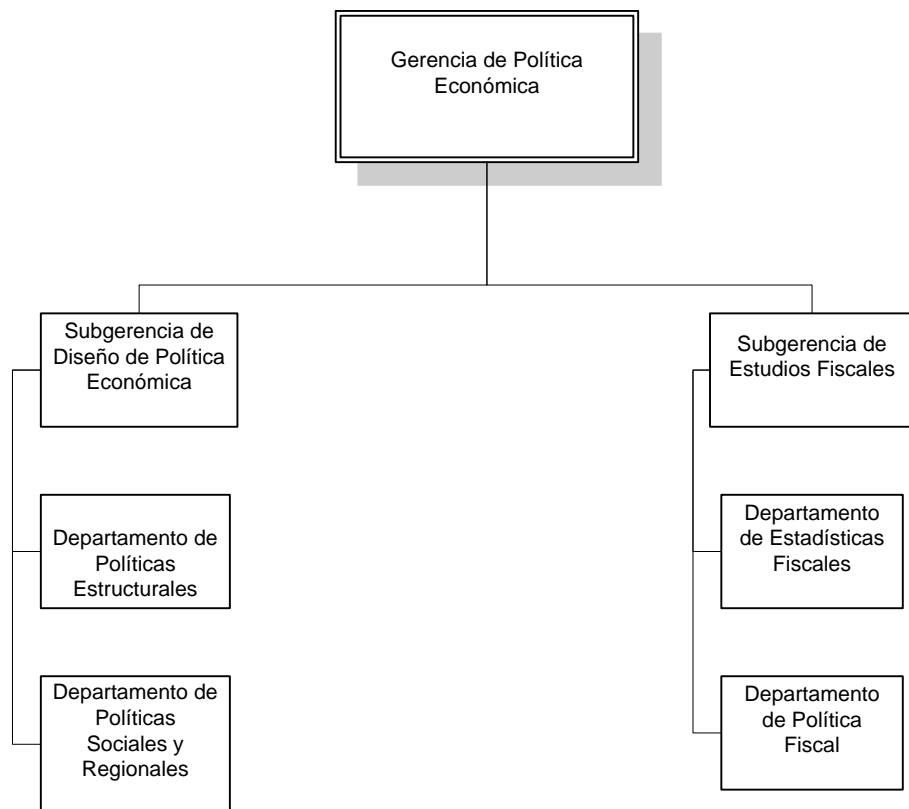 Gerencia de Política
Económica
Subgerencia de
Diseño de Política
Económica
Subgerencia de
Estudios Fiscales
Departamento de
Políticas
Estructurales
Departamento
de Estadísticas
Fiscales
Departamento de
Políticas
Sociales y
Regionales
Departamento
de Política
Fiscal